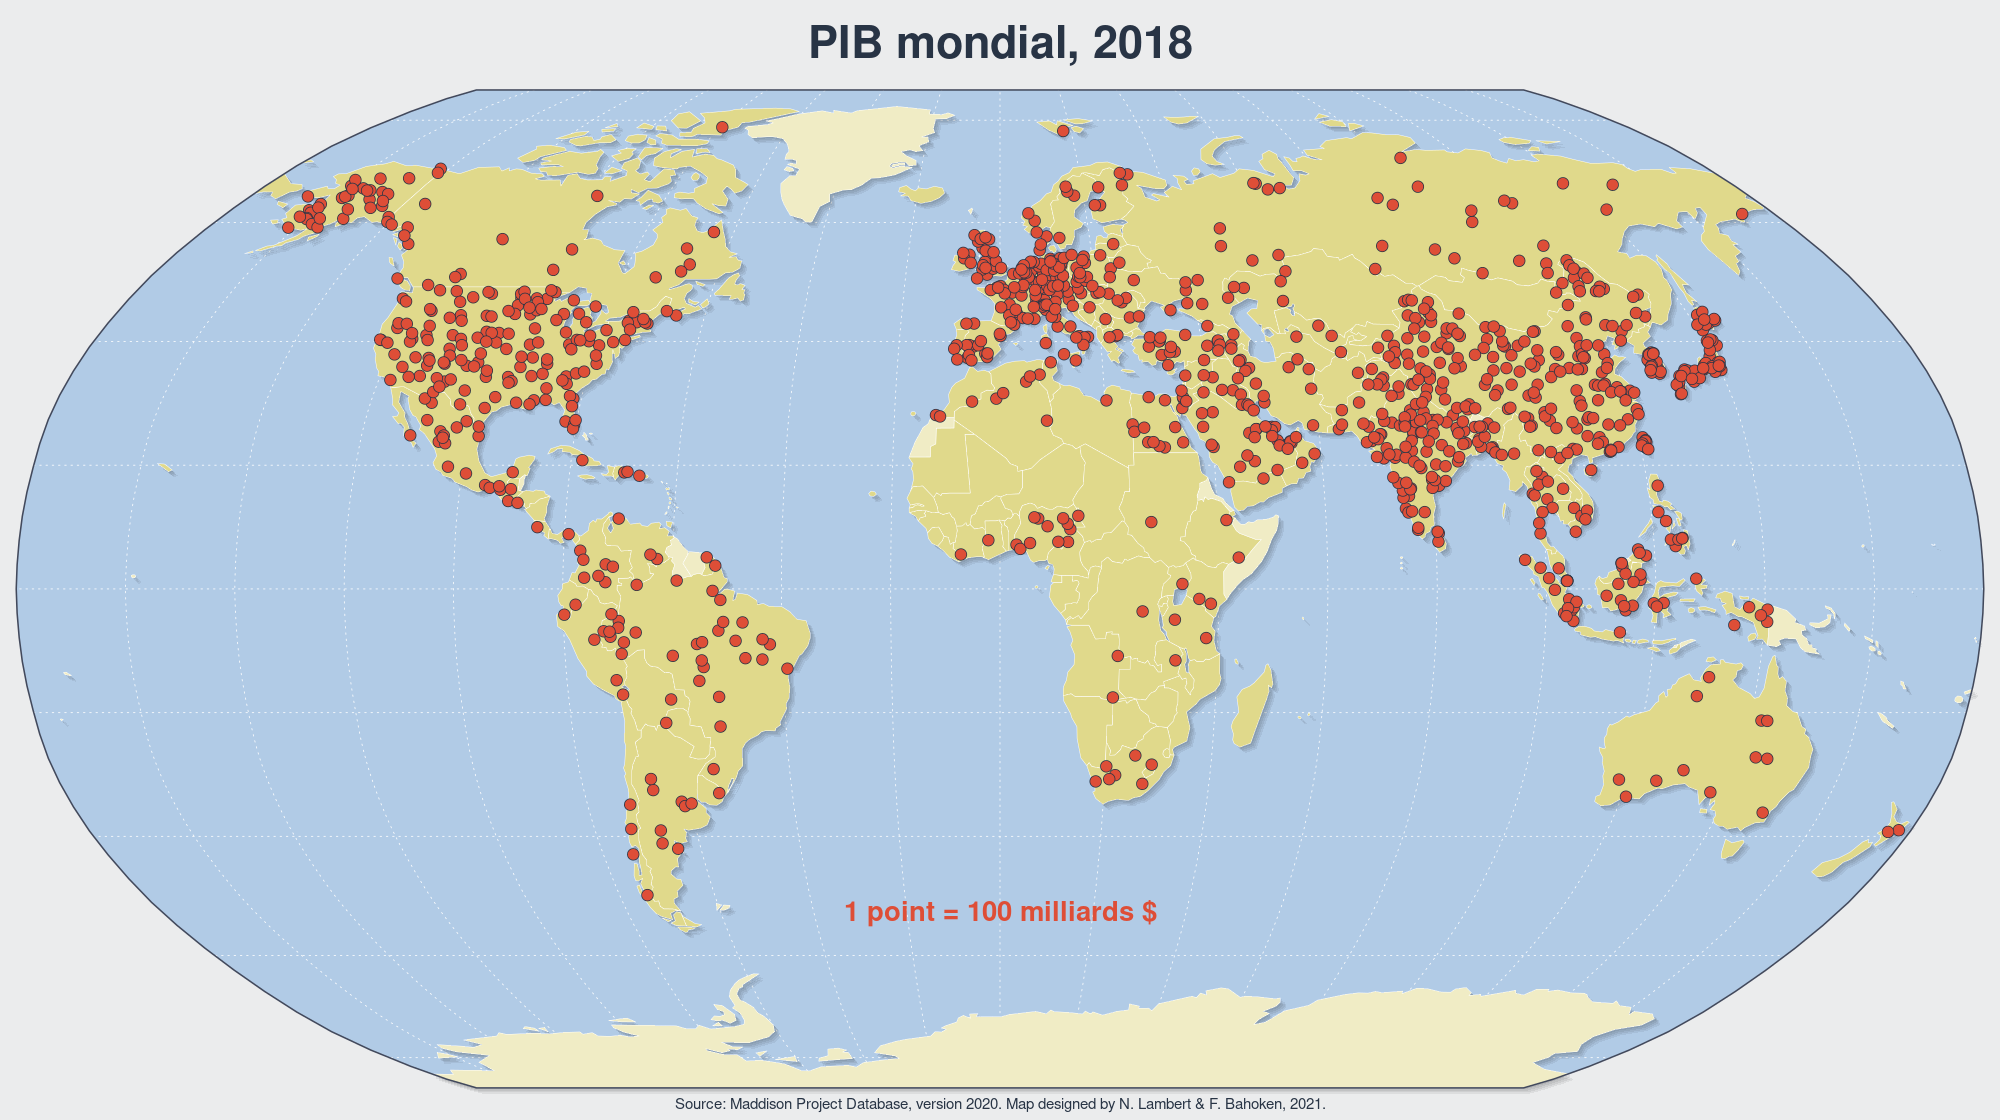 PIB mondial, 2018
1 point = 100 milliards $
Source: Maddison Project Database, version 2020. Map designed by N. Lambert & F. Bahoken, 2021.